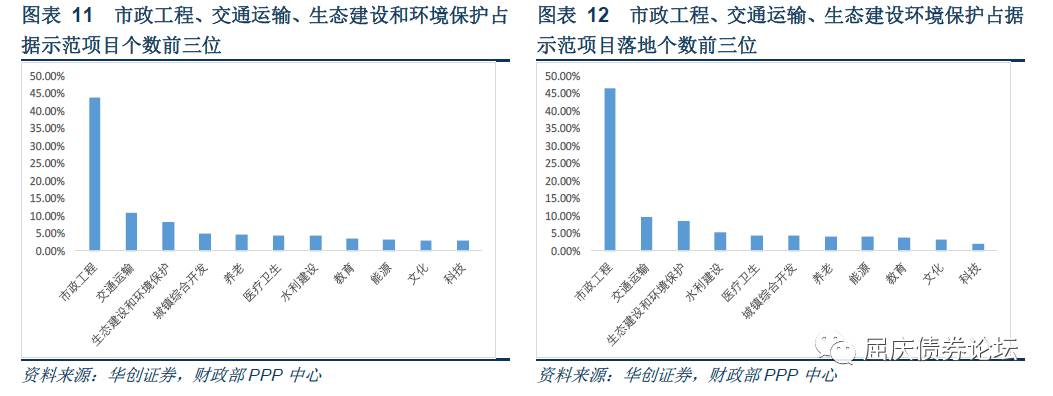 图表 11 市政工程、交通运输、生态建设和环境保护占
据示范项目个数前三位
50.00%
45.00%
40.00%
35.00%
30.00%
25.00%
20.00%
15.00%
10.00%
5.00%
0.00%
市政工程
交通运输
生态建设和环境保护
城镇综合开发
养老
医疗卫生
水利建设
教育
能源
文化
科技
资料来源：华创证券，财政部 PPP 中心
图表 12 市政工程、交通运输、生态建设环境保护占据
示范项目落地个数前三位
50.00%
45.00%
40.00%
35.00%
30.00%
25.00%
20.00%
15.00%
10.00%
5.00%
0.00%
市政工程
交通运输
生态建设和环境保护
水利建设
医疗卫生
城镇综合开发
养老
能源
教育
文化
科技
屈庆债券论坛
资料来源：华创证券，财政部 PPP 中心